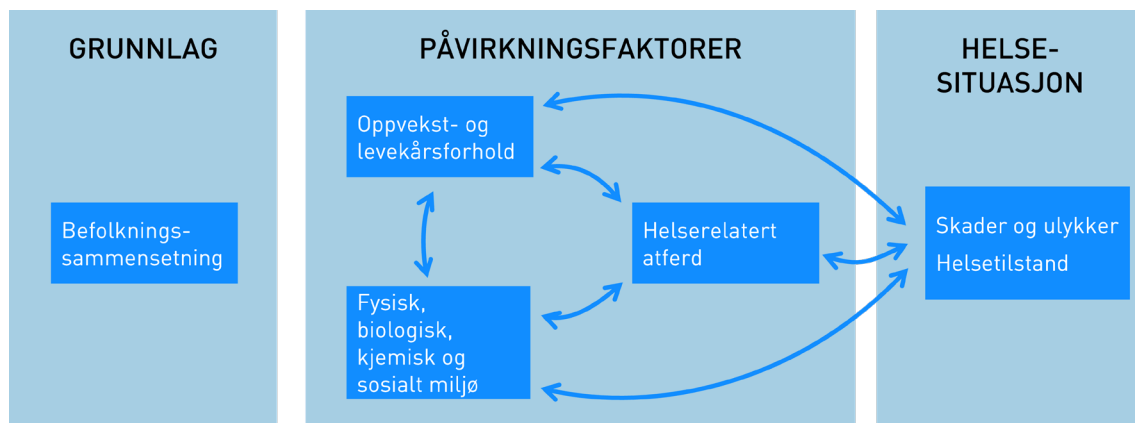 GRUNNLAG
Befolknings-
sammensetning
PÅVIRKNINGSFAKTORER
Oppvekst- og
levekårsforhold
Helserelatert
atferd
Fysisk,
biologisk,
kjemisk og
sosialt miljø
HELSE-
SITUASJON
Skader og ulykker
Helsetilstand